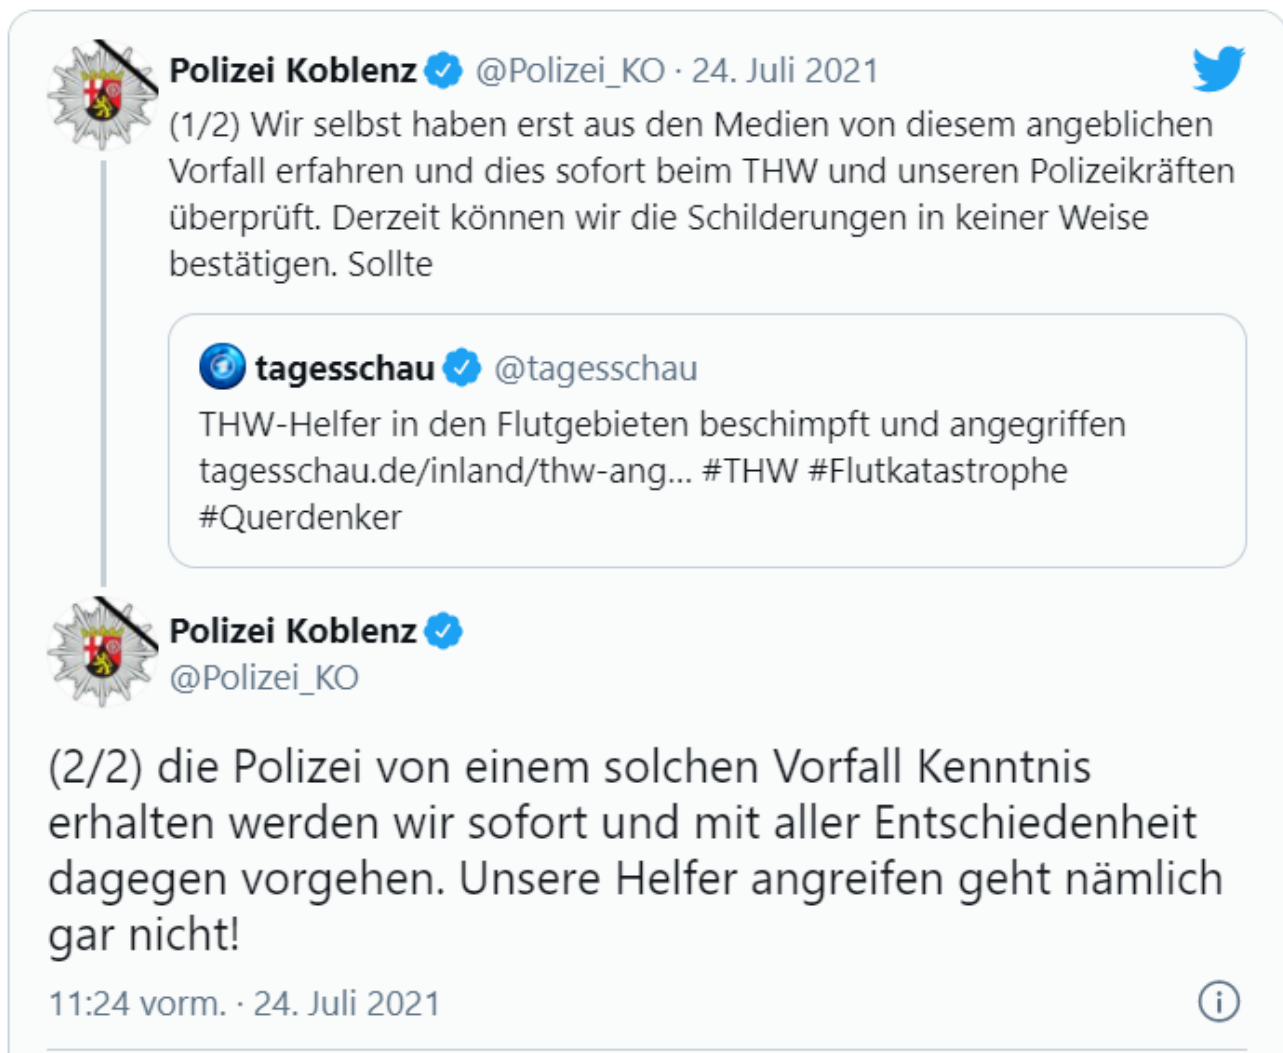 Polizei Koblenz @Polizei_KO · 24. Juli 2021
(1/2) Wir selbst haben erst aus den Medien von diesem angeblichen
Vorfall erfahren und dies sofort beim THW und unseren Polizeikräften
überprüft. Derzeit können wir die Schilderungen in keiner Weise
bestätigen. Sollte
tagesschau @tagesschau
THW-Helfer in den Flutgebieten beschimpft und angegriffen
tagesschau.de/inland/thw-ang... #THW #Flutkatastrophe
#Querdenker
Polizei Koblenz
@Polizei_KO
(2/2) die Polizei von einem solchen Vorfall Kenntnis
erhalten werden wir sofort und mit aller Entschiedenheit
dagegen vorgehen. Unsere Helfer angreifen geht nämlich
gar nicht!
11:24 vorm. · 24. Juli 2021